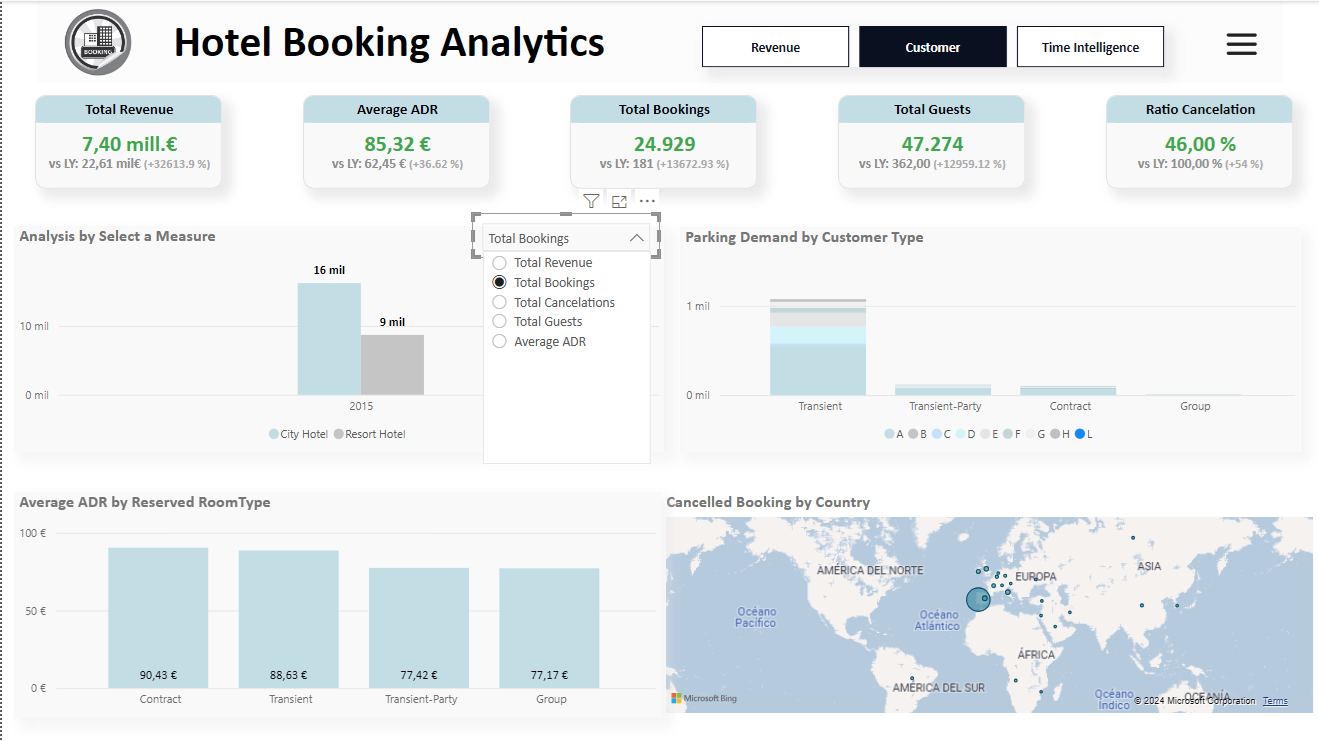 BOOKING
Hotel Booking Analytics
Revenue
Customer
Time Intelligence
Total Revenue
7,40 mill.€
vs LY: 22,61 mil€ (+32613.9 %)
Average ADR
85,32 €
vs LY: 62,45 € (+36.62 %)
Total Bookings
24.929
vs LY: 181 (+13672.93 %)
Total Guests
47.274
vs LY: 362,00 (+12959.12 %)
Ratio Cancelation
46,00 %
vs LY: 100,00 % (+54 %)
Analysis by Select a Measure
16 mil
9 mil
10 mil
0 mil
2015
City Hotel Resort Hotel
Total Bookings
Total Revenue
Total Bookings
Total Cancelations
Total Guests
Average ADR
Parking Demand by Customer Type
1 mil
0 mil
Transient Transient-Party Contract Group
A B C D E F G H L
Average ADR by Reserved RoomType
100 €
50 €
0 €
90,43 € 88,63 € 77,42 € 77,17 €
Contract Transient Transient-Party Group
Cancelled Booking by Country
AMÉRICA DEL NORTE
EUROPA
ASIA
Océano
Pacífico
Océano
Atlántico
ÁFRICA
AMÉRICA DEL SUR
Océano
Índico
OCEANÍA
Microsoft Bing
© 2024 Microsoft Corporation Terms